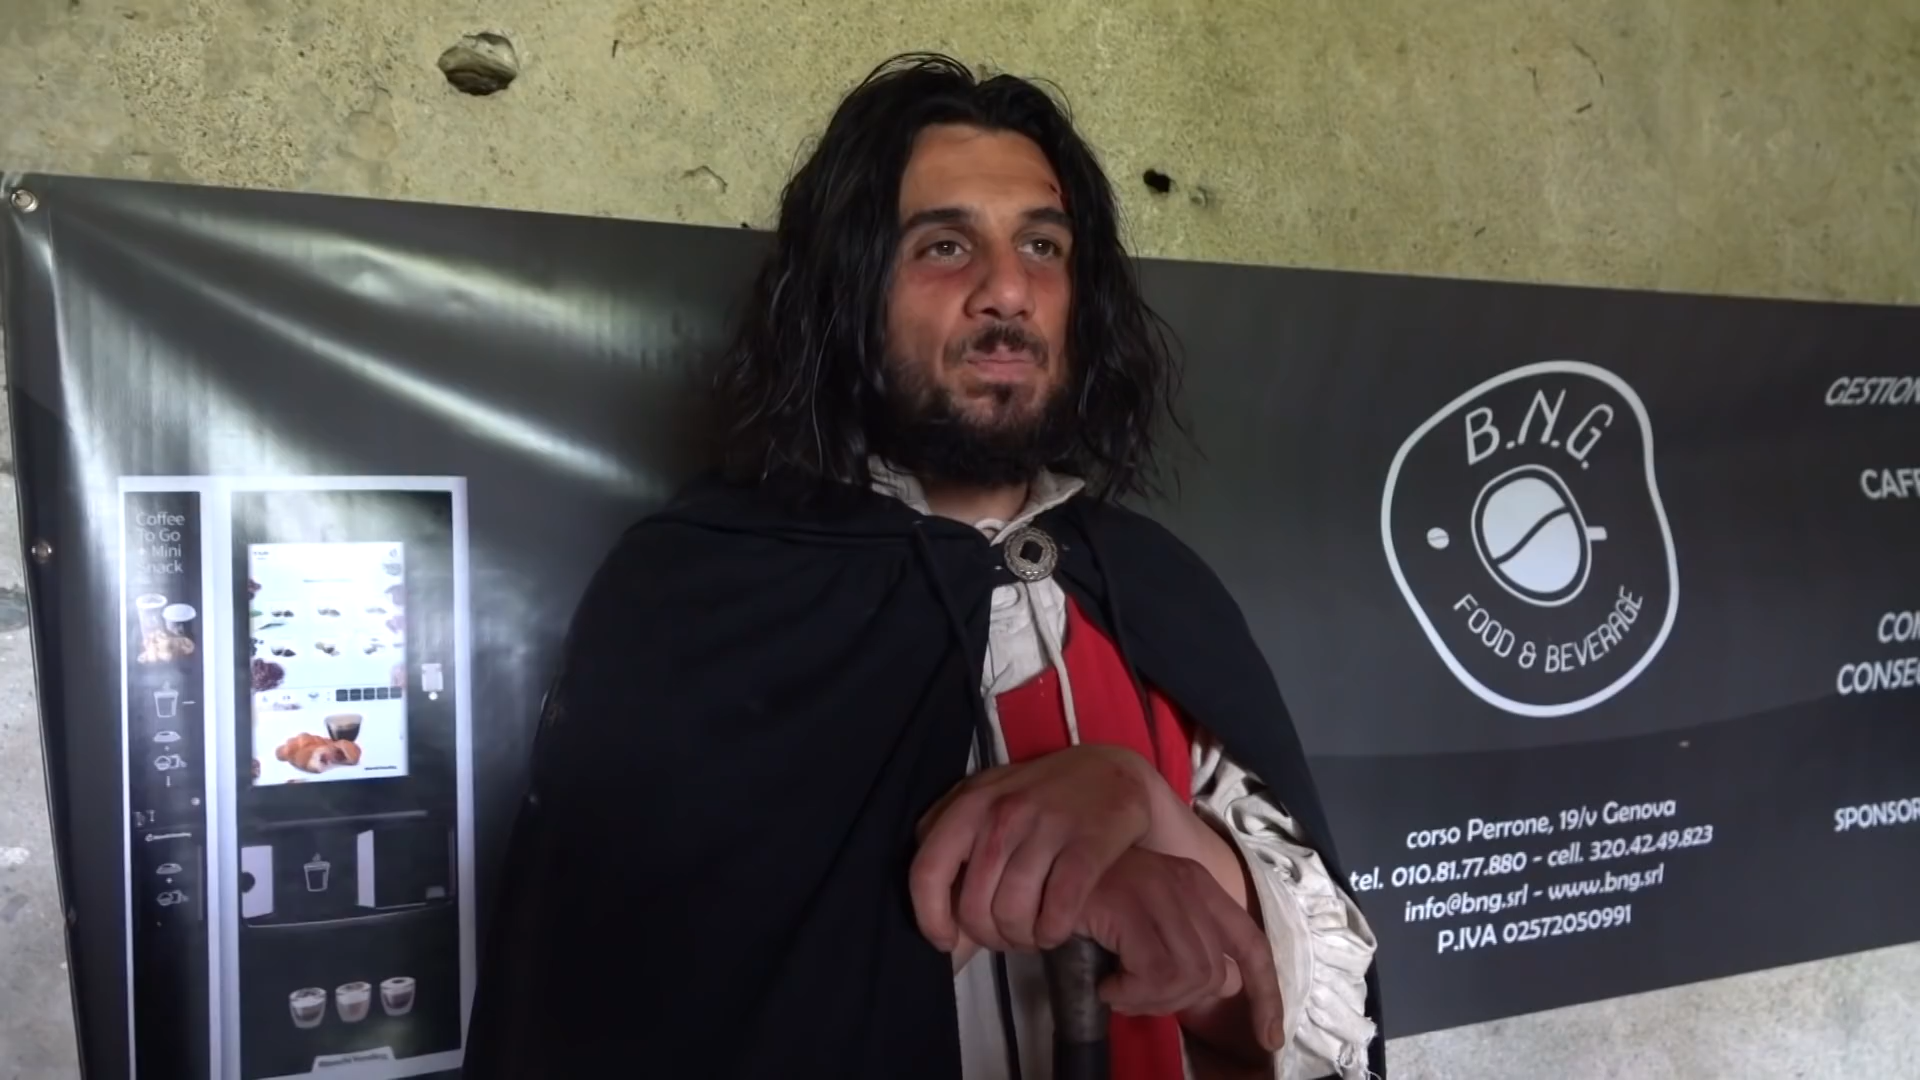 Coffee
To Go
+ Mini
Snack
B.N.G.
FOOD & BEVERAGE
corso Perrone, 19/v Genova
tel. 010.81.77.880 - cell. 320.42.49.823
info@bng.srl - www.bng.srl
P.IVA 02572050991
GESTION
CAFF
CON
CONSEG
SPONSOR